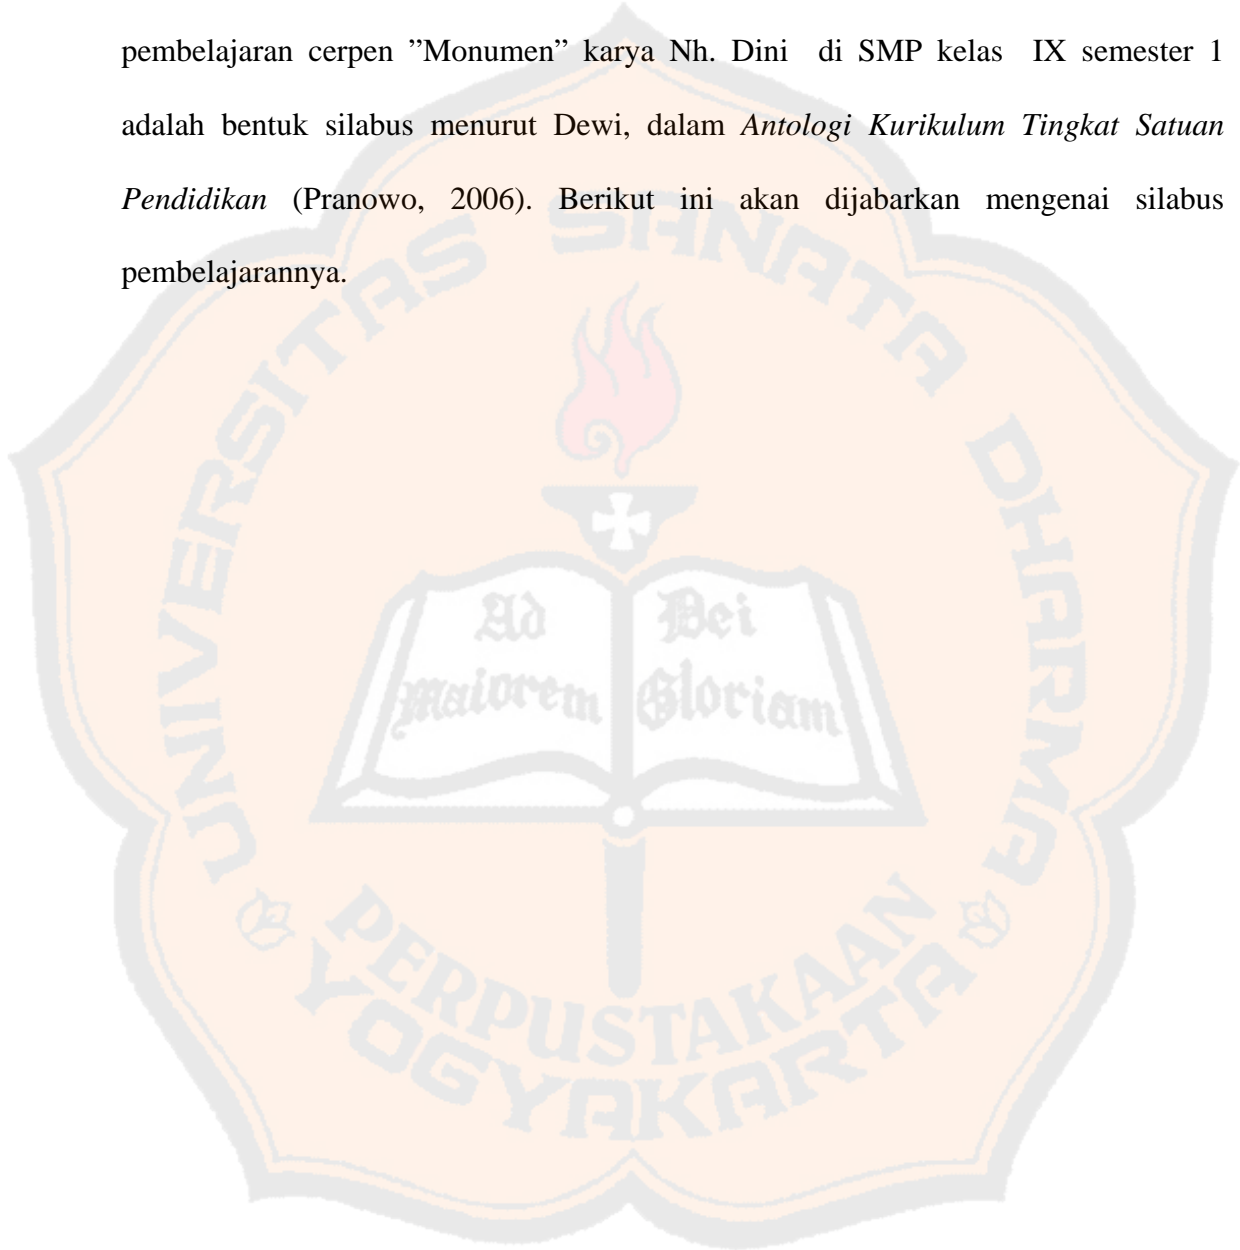 pembelajaran cerpen ”Monumen” karya Nh. Dini di SMP kelas IX semester 1
adalah bentuk silabus menurut Dewi, dalam Antologi Kurikulum Tingkat Satuan
Pendidikan (Pranowo, 2006). Berikut ini akan dijabarkan mengenai silabus
pembelajarannya.
UNIVERSITAS SANATA DHARMA
Ad Dei
maiorem Gloriam
PERPUSTAKAAN
YOGYAKARTA